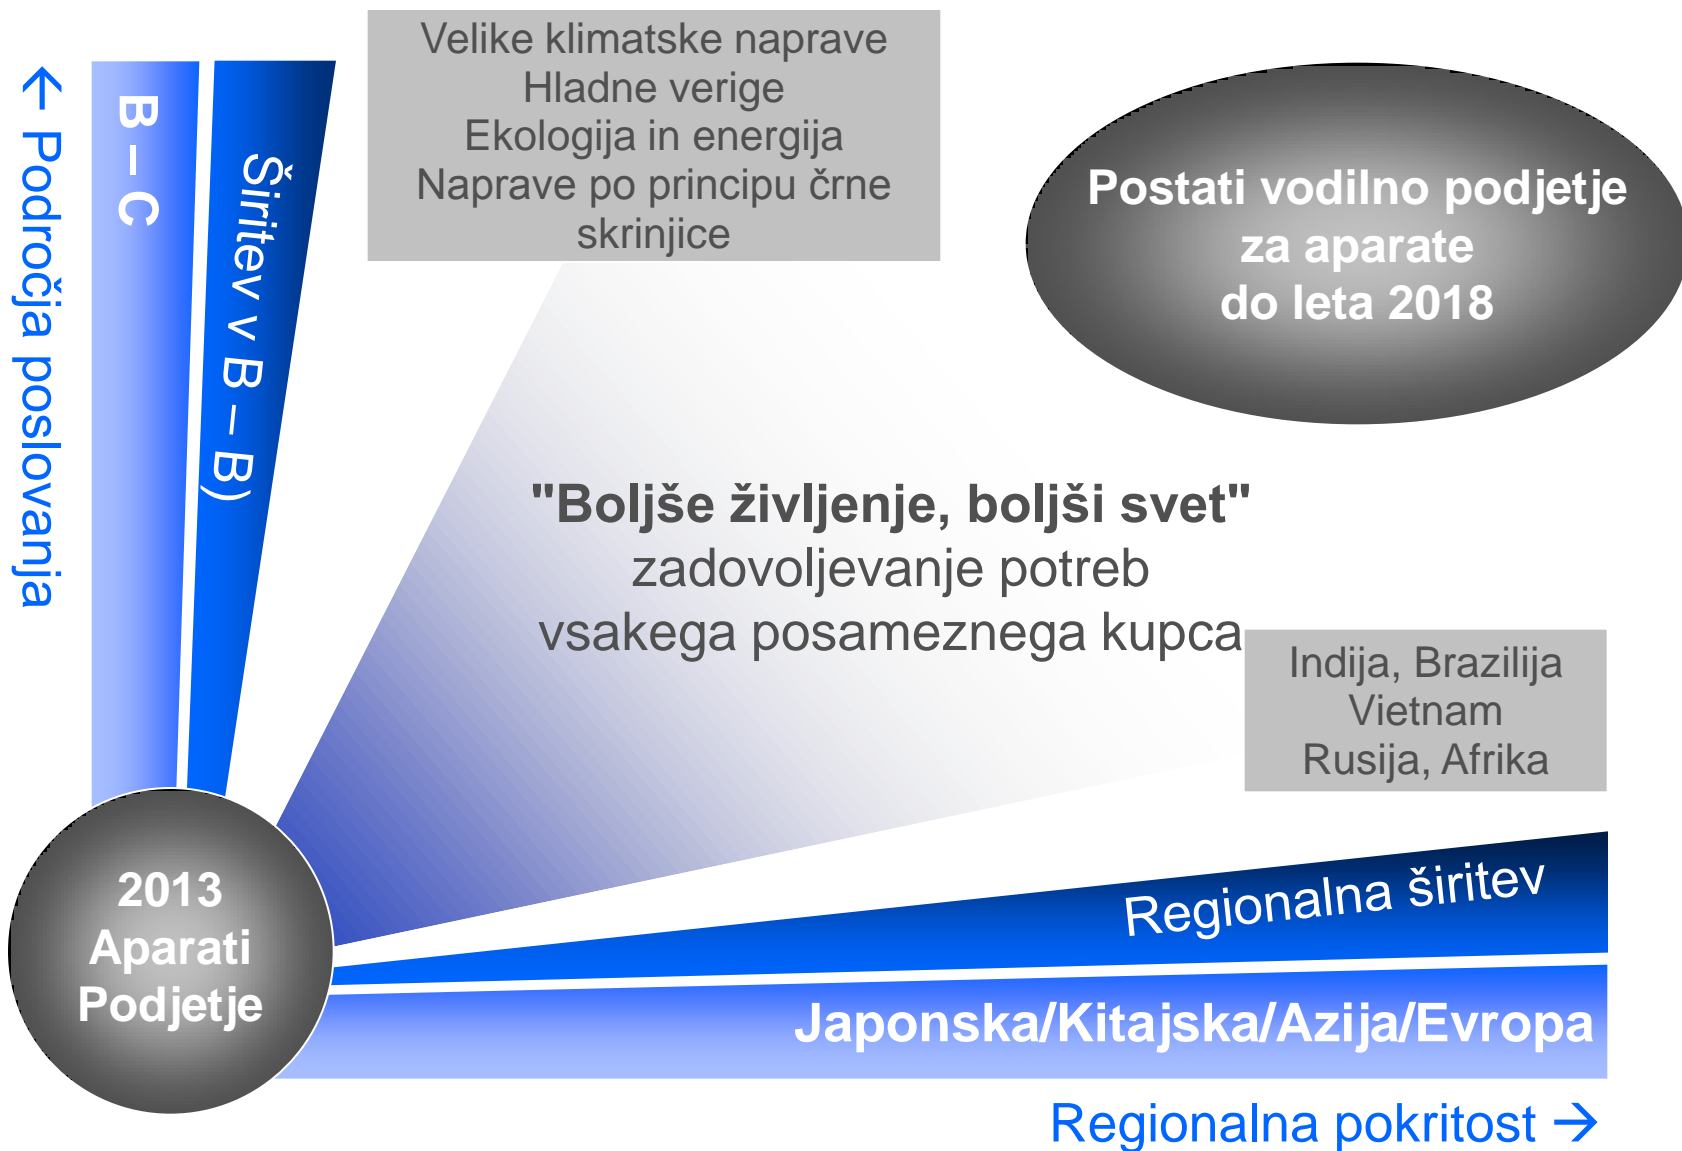 Velike klimatske naprave
Hladne verige
Ekologija in energija
Naprave po principu črne
skrinjice
← Področja poslovanja
B – C
Širitev v B – B)
Postati vodilno podjetje
za aparate
do leta 2018
"Boljše življenje, boljši svet"
zadovoljevanje potreb
vsakega posameznega kupca
Indija, Brazilija
Vietnam
Rusija, Afrika
2013
Aparati
Podjetje
Regionalna širitev
Japonska/Kitajska/Azija/Evropa
Regionalna pokritost →